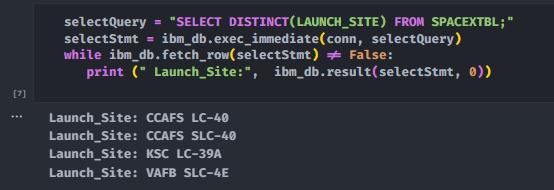 selectQuery = "SELECT DISTINCT(LAUNCH_SITE) FROM SPACEXTBL;"
selectStmt = ibm_db.exec_immediate(conn, selectQuery)
while ibm_db.fetch_row(selectStmt) != False:
print (" Launch_Site:",  ibm_db.result(selectStmt, 0))
[7]
...
Launch_Site: CCAFS LC-40
Launch_Site: CCAFS SLC-40
Launch_Site: KSC LC-39A
Launch_Site: VAFB SLC-4E